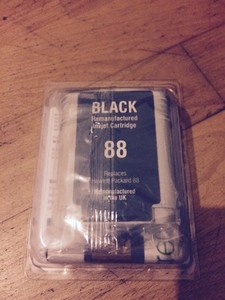 BLACK
Remanufactured
Inkjet Cartridge
88
Replaces
Hewlett Packard 88
Remanufactured
in the UK